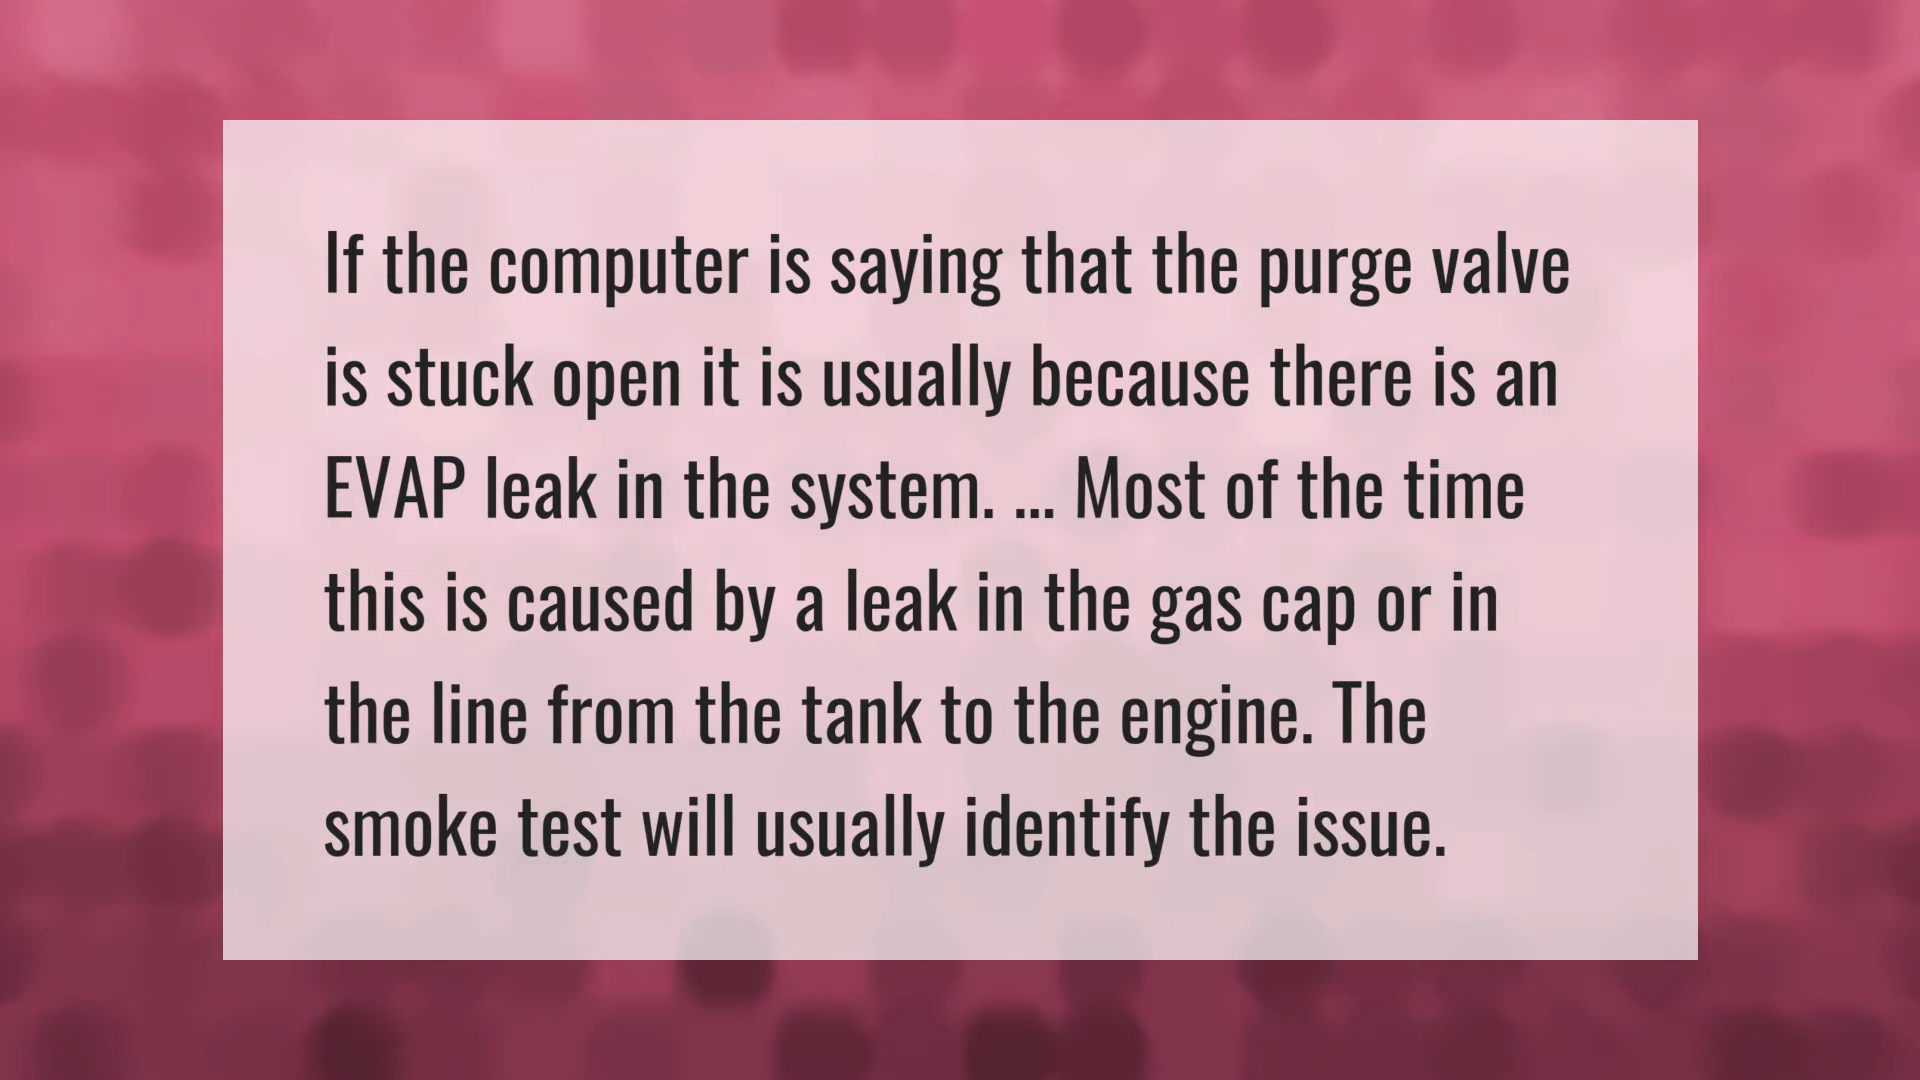 If the computer is saying that the purge valve
is stuck open it is usually because there is an
EVAP leak in the system. ... Most of the time
this is caused by a leak in the gas cap or in
the line from the tank to the engine. The
smoke test will usually identify the issue.